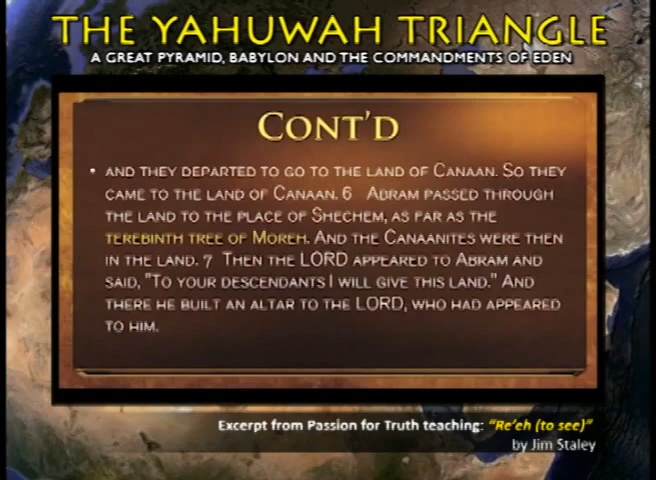 THE YAHUWAH TRIANGLE
A GREAT PYRAMID, BABYLON AND THE COMMANDMENTS OF EDEN
CONT'D
• AND THEY DEPARTED TO GO TO THE LAND OF CANAAN. SO THEY
CAME TO THE LAND OF CANAAN. 6 ABRAM PASSED THROUGH
THE LAND TO THE PLACE OF SHECHEM, AS FAR AS THE
TEREBINTH TREE OF MOREH. AND THE CANAANITES WERE THEN
IN THE LAND. 7 THEN THE LORD APPEARED TO ABRAM AND
SAID, "TO YOUR DESCENDANTS I WILL GIVE THIS LAND." AND
THERE HE BUILT AN ALTAR TO THE LORD, WHO HAD APPEARED
TO HIM.
Excerpt from Passion for Truth teaching: "Re'eh (to see)"
by Jim Staley